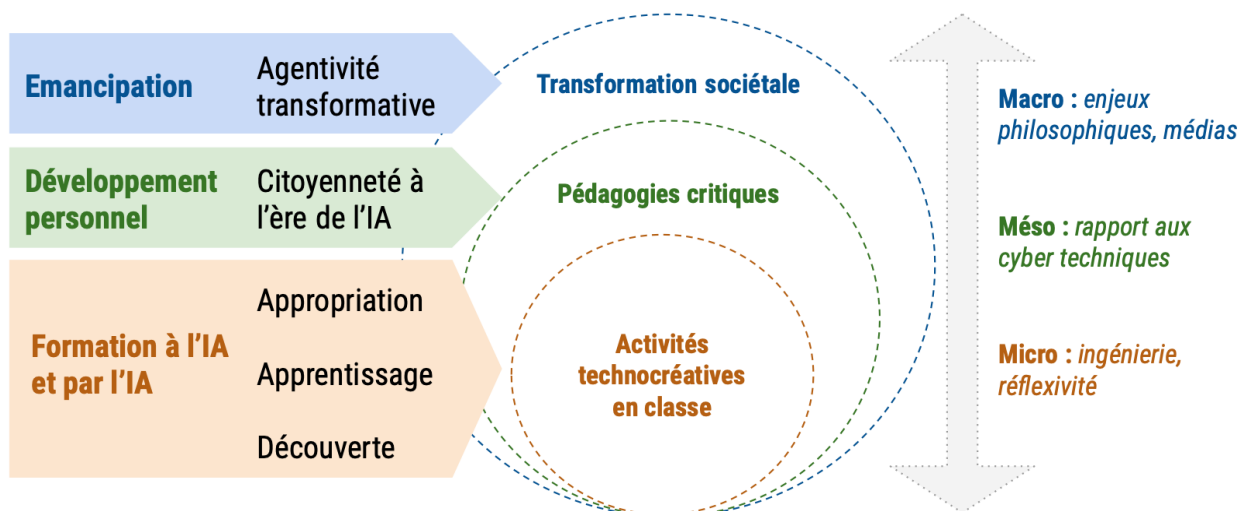 Emancipation
Agentivité
transformative
Transformation sociétale
Macro : enjeux
philosophiques, médias
Développement
personnel
Citoyenneté à
l'ère de l'IA
Pédagogies critiques
Méso : rapport aux
cyber techniques
Formation à l'IA
et par l'IA
Appropriation
Apprentissage
Découverte
Activités
technocréatives
en classe
Micro : ingénierie,
réflexivité